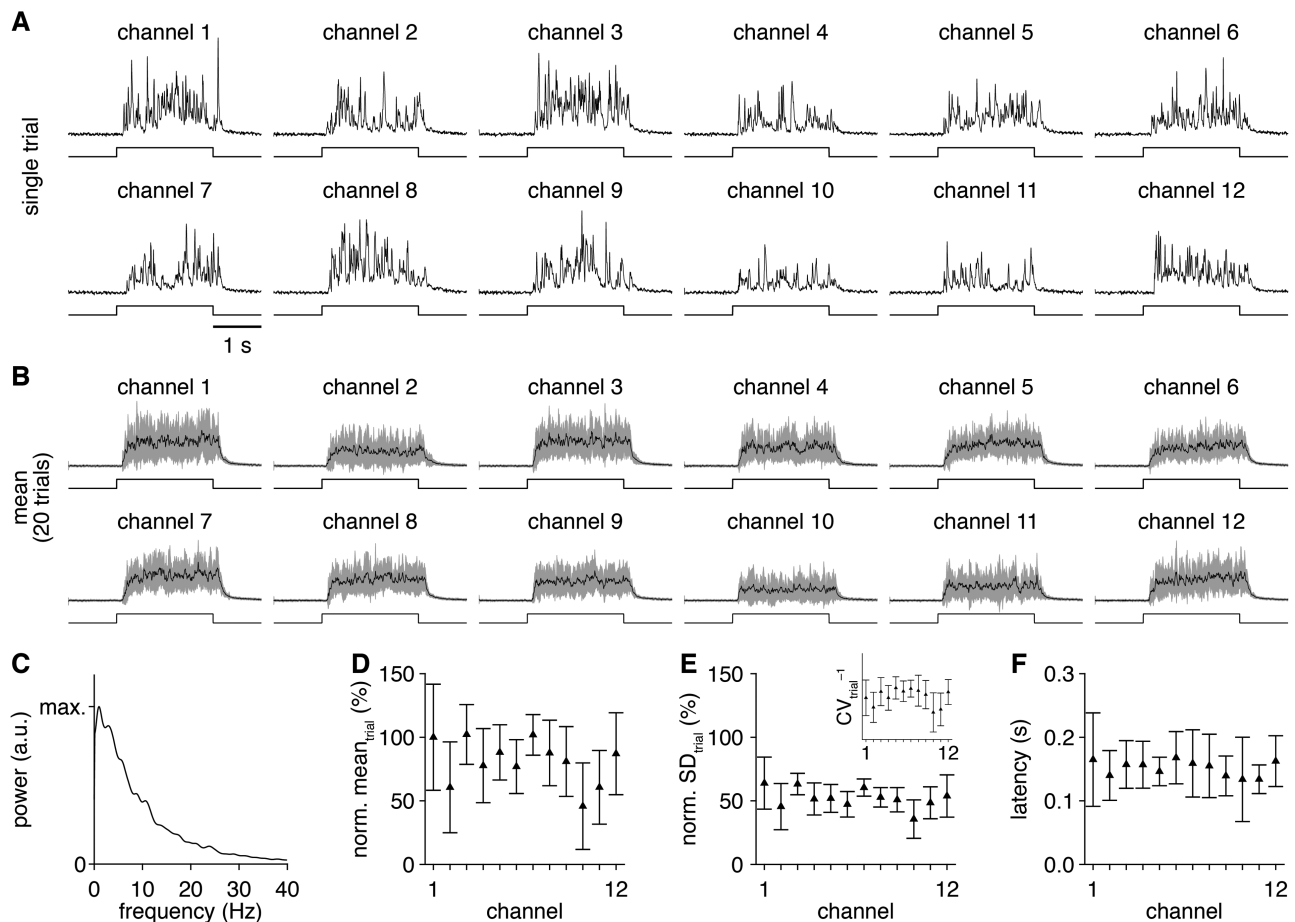 A
channel 1 channel 2 channel 3 channel 4 channel 5 channel 6
single trial
channel 7 channel 8 channel 9 channel 10 channel 11 channel 12
1 s
B
channel 1 channel 2 channel 3 channel 4 channel 5 channel 6
mean
(20 trials)
channel 7 channel 8 channel 9 channel 10 channel 11 channel 12
C
max.
0
power (a.u.)
0 10 20 30 40
frequency (Hz)
D
150
100
50
0
norm. mean_trial (%)
1 12
channel
E
150
100
50
0
norm. SD_trial (%)
CV_trial^-1
1 12
1 12
channel
F
0.3
0.2
0.1
0.0
latency (s)
1 12
channel